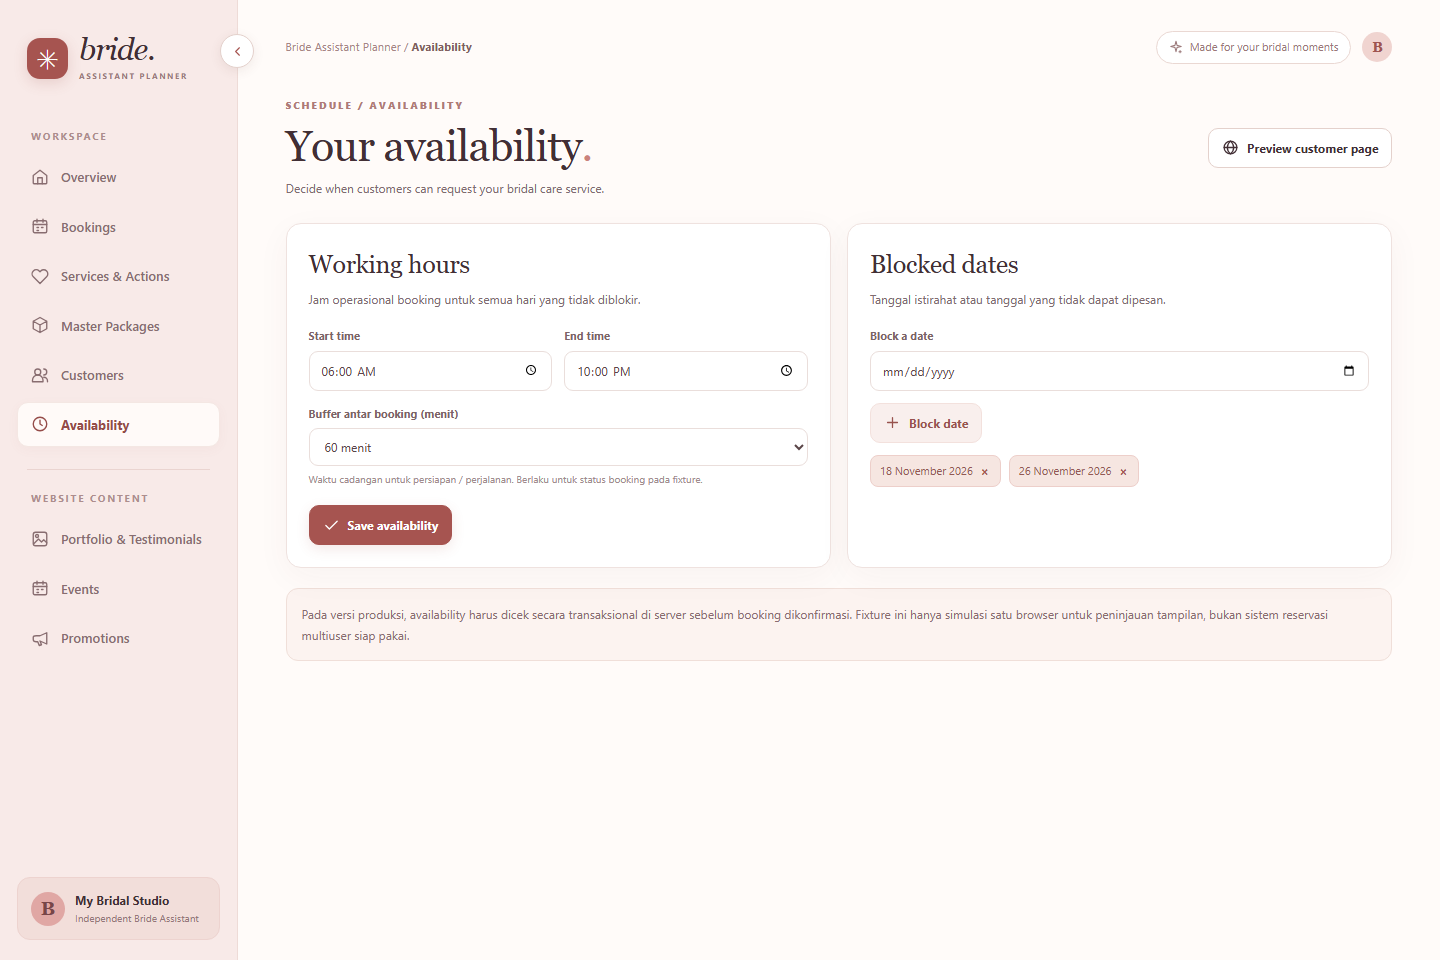 bride.
ASSISTANT PLANNER
WORKSPACE
Overview
Bookings
Services & Actions
Master Packages
Customers
Availability
WEBSITE CONTENT
Portfolio & Testimonials
Events
Promotions
B
My Bridal Studio
Independent Bride Assistant
Bride Assistant Planner / Availability
Made for your bridal moments
B
SCHEDULE / AVAILABILITY
Your availability.
Decide when customers can request your bridal care service.
Preview customer page
Working hours
Jam operasional booking untuk semua hari yang tidak diblokir.
Start time
End time
06:00 AM
10:00 PM
Buffer antar booking (menit)
60 menit
Waktu cadangan untuk persiapan / perjalanan. Berlaku untuk status booking pada fixture.
Save availability
Blocked dates
Tanggal istirahat atau tanggal yang tidak dapat dipesan.
Block a date
mm/dd/yyyy
Block date
18 November 2026 ×
26 November 2026 ×
Pada versi produksi, availability harus dicek secara transaksional di server sebelum booking dikonfirmasi. Fixture ini hanya simulasi satu browser untuk peninjauan tampilan, bukan sistem reservasi
multiuser siap pakai.